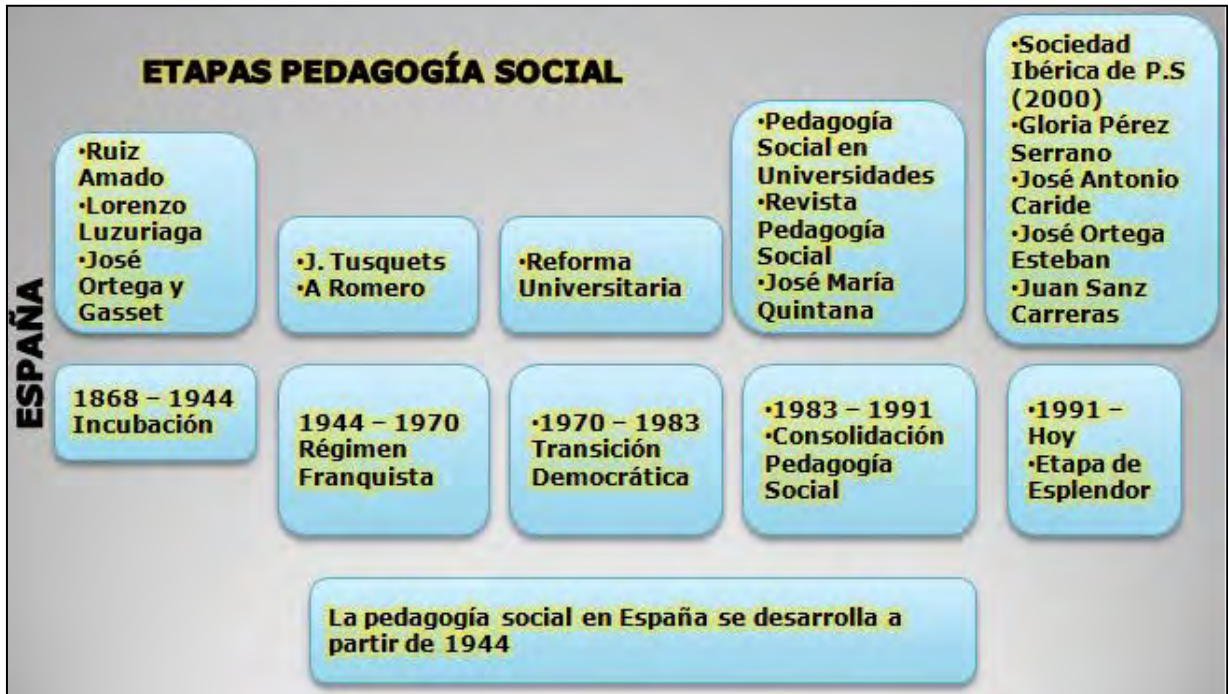 ETAPAS PEDAGOGÍA SOCIAL
ESPAÑA
•Ruiz
Amado
•Lorenzo
Luzuriaga
•José
Ortega y
Gasset
•J. Tusquets
•A Romero
•Reforma
Universitaria
•Pedagogía
Social en
Universidades
•Revista
Pedagogía
Social
•José María
Quintana
•Sociedad
Ibérica de P.S
(2000)
•Gloria Pérez
Serrano
•José Antonio
Caride
•José Ortega
Esteban
•Juan Sanz
Carreras
1868 – 1944
Incubación
1944 – 1970
Régimen
Franquista
•1970 – 1983
Transición
Democrática
•1983 – 1991
•Consolidación
Pedagogía
Social
•1991 –
Hoy
•Etapa de
Esplendor
La pedagogía social en España se desarrolla a
partir de 1944